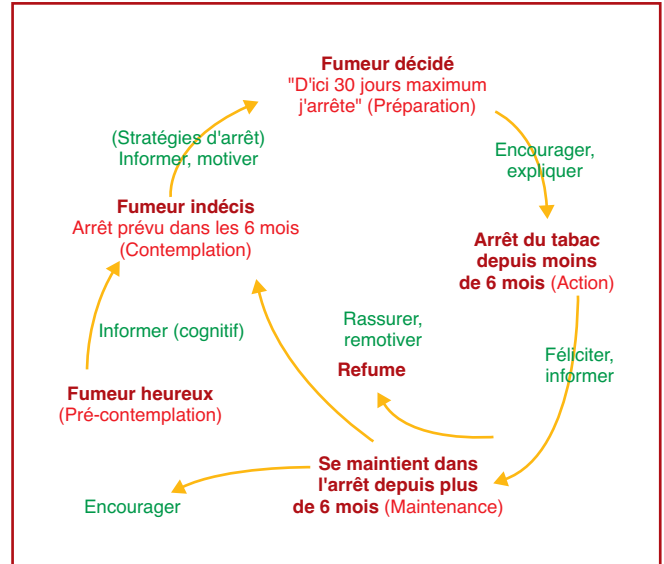 Fumeur décidé
"D'ici 30 jours maximum
j'arrête" (Préparation)
(Stratégies d'arrêt)
Informer, motiver
Encourager,
expliquer
Fumeur indécis
Arrêt prévu dans les 6 mois
(Contemplation)
Arrêt du tabac
depuis moins
de 6 mois (Action)
Informer (cognitif)
Rassurer,
remotiver
Refume
Féliciter,
informer
Fumeur heureux
(Pré-contemplation)
Se maintient dans
l'arrêt depuis plus
de 6 mois (Maintenance)
Encourager